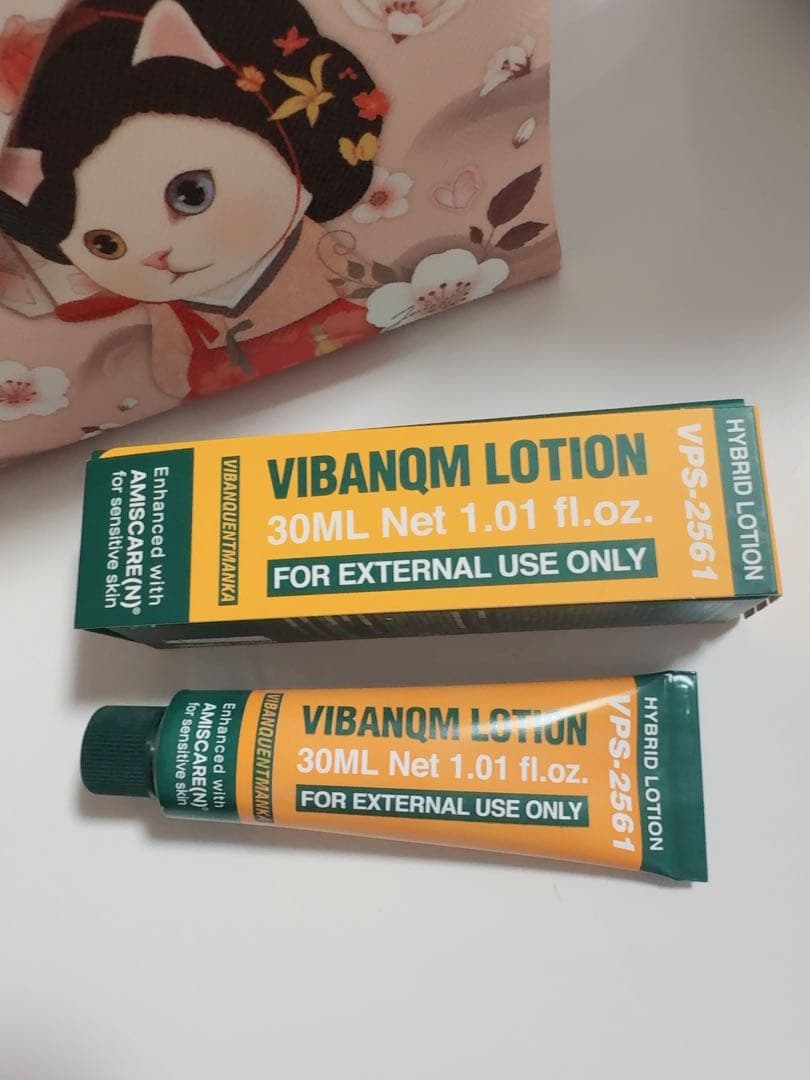 Enhanced with
AMISCARE(N)®
for sensitive skin
VIBANQUENTMANKA
VIBANQM LOTION
30ML Net 1.01 fl.oz.
FOR EXTERNAL USE ONLY
VPS-2561
HYBRID LOTION
Enhanced with
AMISCARE(N)®
for sensitive skin
VIBANQUENTMANKA
VIBANQM LOTION
30ML Net 1.01 fl.oz.
FOR EXTERNAL USE ONLY
VPS-2561
HYBRID LOTION